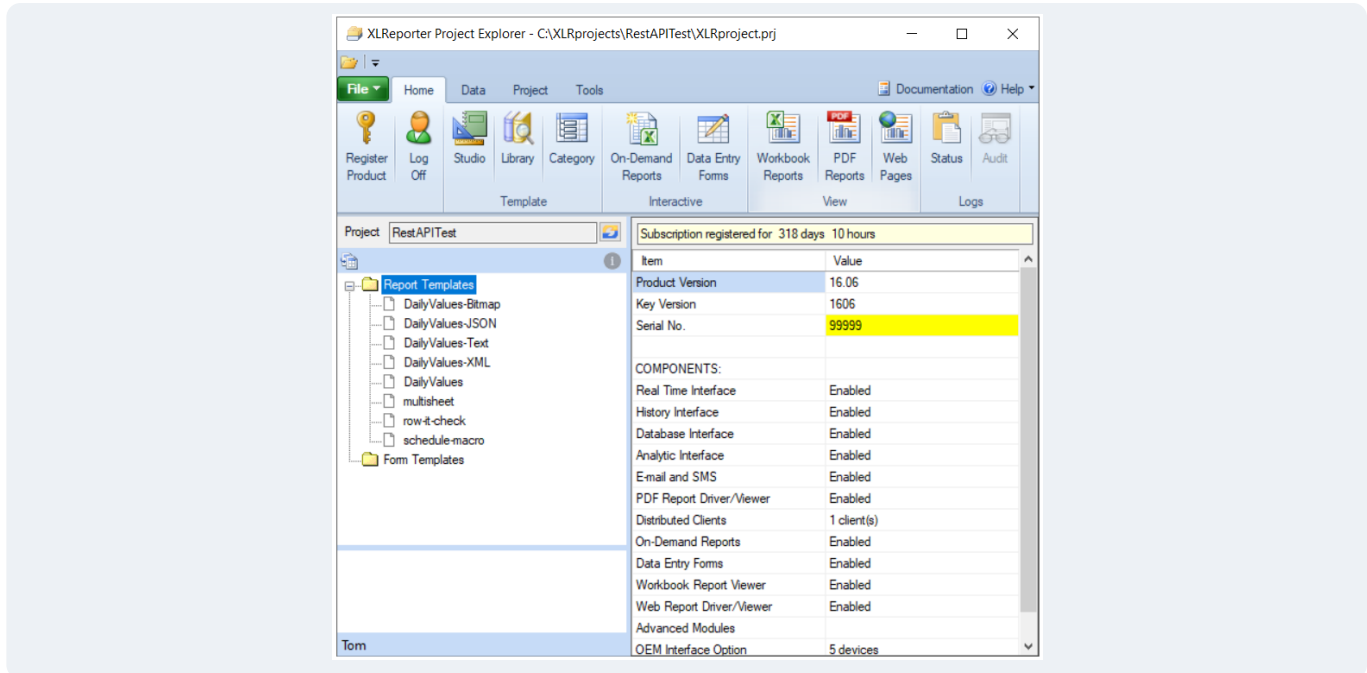 XLReporter Project Explorer - C:\XLRprojects\RestAPITest\XLRproject.prj
File Home Data Project Tools Documentation Help
Register Product
Log Off
Studio
Library
Category
On-Demand Reports
Data Entry Forms
Workbook Reports
PDF
PDF Reports
Web Pages
Status
Audit
Template Interactive View Logs
Project RestAPITest
Report Templates
DailyValues-Bitmap
DailyValues-JSON
DailyValues-Text
DailyValues-XML
DailyValues
multisheet
row-it-check
schedule-macro
Form Templates
Tom
Subscription registered for 318 days 10 hours
Item Value
Product Version 16.06
Key Version 1606
Serial No. 99999
COMPONENTS:
Real Time Interface Enabled
History Interface Enabled
Database Interface Enabled
Analytic Interface Enabled
E-mail and SMS Enabled
PDF Report Driver/Viewer Enabled
Distributed Clients 1 client(s)
On-Demand Reports Enabled
Data Entry Forms Enabled
Workbook Report Viewer Enabled
Web Report Driver/Viewer Enabled
Advanced Modules
OEM Interface Option 5 devices